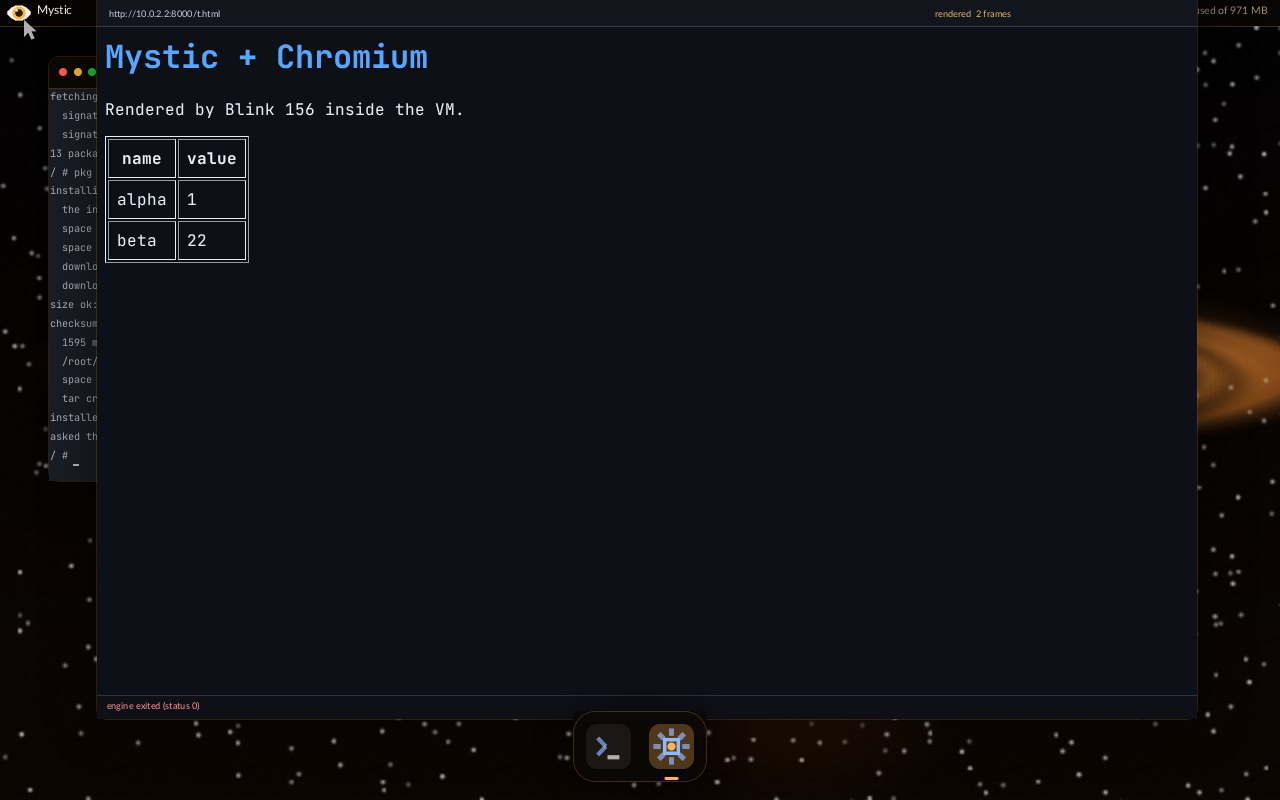 Mystic
http://10.0.2.2:8000/t.html
rendered 2 frames
used of 971 MB
Mystic + Chromium
Rendered by Blink 156 inside the VM.
name value
alpha 1
beta 22
fetching
signat
signat
13 packa
/ # pkg
installi
the in
space
space
downlo
downlo
size ok:
checksum
1595 m
/root/
space
tar cr
installe
asked th
/ # _
engine exited (status 0)